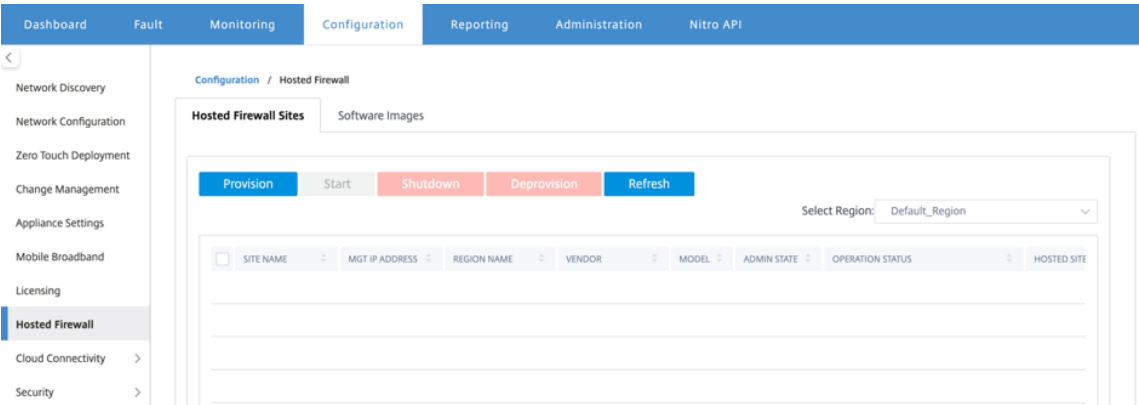 Dashboard Fault Monitoring Configuration Reporting Administration Nitro API
Network Discovery
Network Configuration
Zero Touch Deployment
Change Management
Appliance Settings
Mobile Broadband
Licensing
Hosted Firewall
Cloud Connectivity
Security
Configuration / Hosted Firewall
Hosted Firewall Sites Software Images
Provision Start Shutdown Deprovision Refresh
Select Region: Default_Region
SITE NAME MGT IP ADDRESS REGION NAME VENDOR MODEL ADMIN STATE OPERATION STATUS HOSTED SITE